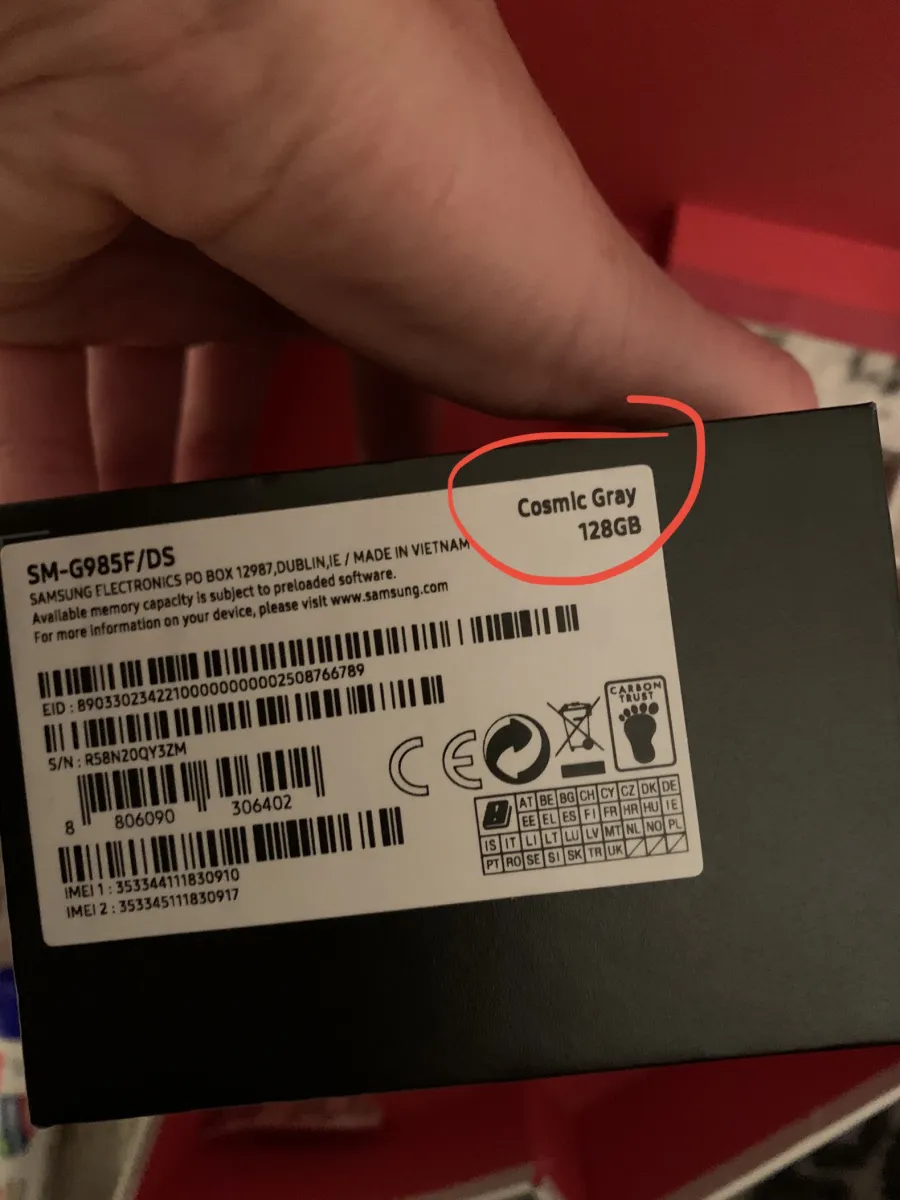 Cosmic Gray
128GB
SM-G985F/DS
SAMSUNG ELECTRONICS PO BOX 12987,DUBLIN,IE / MADE IN VIETNAM
Available memory capacity is subject to preloaded software.
For more information on your device, please visit www.samsung.com
EID : 89033023422100000000002508766789
S/N : R58N20QY3ZM
8 806090 306402
IMEI 1 : 353344111830910
IMEI 2 : 353345111830917
CE
CARBON
TRUST
AT BE BG CH CY CZ DK DE
EE EL ES FI FR HR HU IE
IS IT LI LT LU LV MT NL NO PL
PT RO SE SI SK TR UK